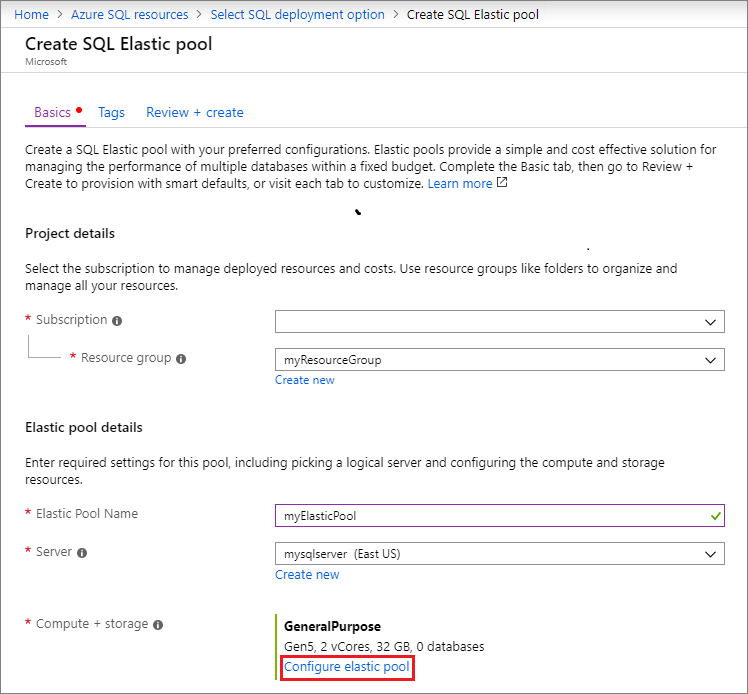 Home > Azure SQL resources > Select SQL deployment option > Create SQL Elastic pool
Create SQL Elastic pool
Microsoft
Basics Tags Review + create
Create a SQL Elastic pool with your preferred configurations. Elastic pools provide a simple and cost effective solution for
managing the performance of multiple databases within a fixed budget. Complete the Basic tab, then go to Review +
Create to provision with smart defaults, or visit each tab to customize. Learn more
Project details
Select the subscription to manage deployed resources and costs. Use resource groups like folders to organize and
manage all your resources.
* Subscription
* Resource group myResourceGroup
Create new
Elastic pool details
Enter required settings for this pool, including picking a logical server and configuring the compute and storage
resources.
* Elastic Pool Name myElasticPool
* Server mysqlserver (East US)
Create new
* Compute + storage GeneralPurpose
Gen5, 2 vCores, 32 GB, 0 databases
Configure elastic pool